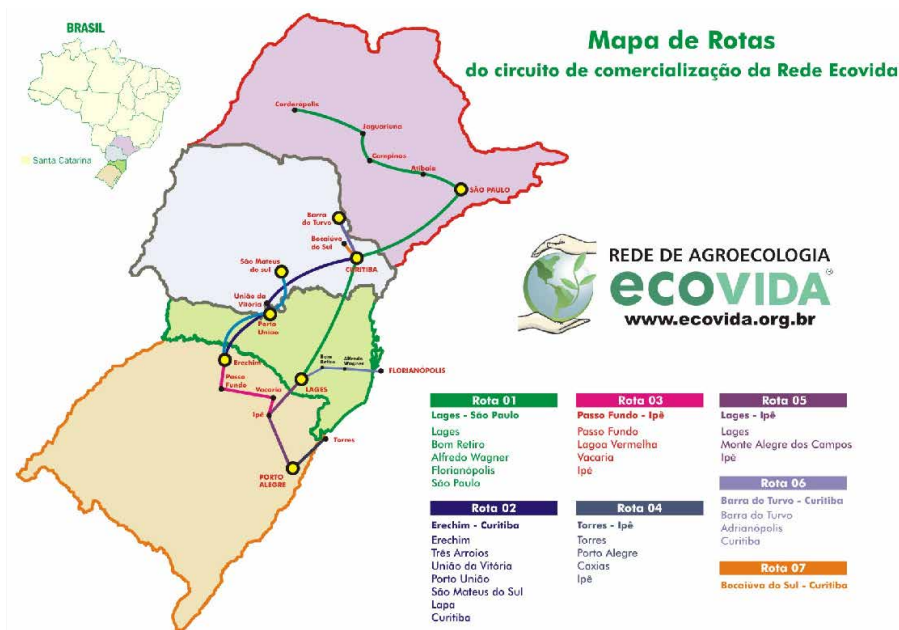 BRASIL
Santa Catarina
Mapa de Rotas
do circuito de comercialização da Rede Ecovida
Corderópolis
Jaguariuna
Campinas
Atibaia
SÃO PAULO
Barra
do Turvo
Bocaiúva
do Sul
CURITIBA
São Mateus
do sul
União da
Vitória
Porto
União
Erechim
Passo
Fundo
Vacaria
Ipê
Bom
Retiro
Alfredo
Wagner
FLORIANÓPOLIS
LAGES
Torres
PORTO
ALEGRE
REDE DE AGROECOLOGIA
ecoVIDA®
www.ecovida.org.br
Rota 01
Lages - São Paulo
Lages
Bom Retiro
Alfredo Wagner
Florianópolis
São Paulo
Rota 02
Erechim - Curitiba
Erechim
Três Arroios
União da Vitória
Porto União
São Mateus do Sul
Lapa
Curitiba
Rota 03
Passo Fundo - Ipê
Passo Fundo
Lagoa Vermelha
Vacaria
Ipê
Rota 04
Torres - Ipê
Torres
Porto Alegre
Caxias
Ipê
Rota 05
Lages - Ipê
Lages
Monte Alegre dos Campos
Ipê
Rota 06
Barra do Turvo - Curitiba
Barra do Turvo
Adrianópolis
Curitiba
Rota 07
Bocaiúva do Sul - Curitiba